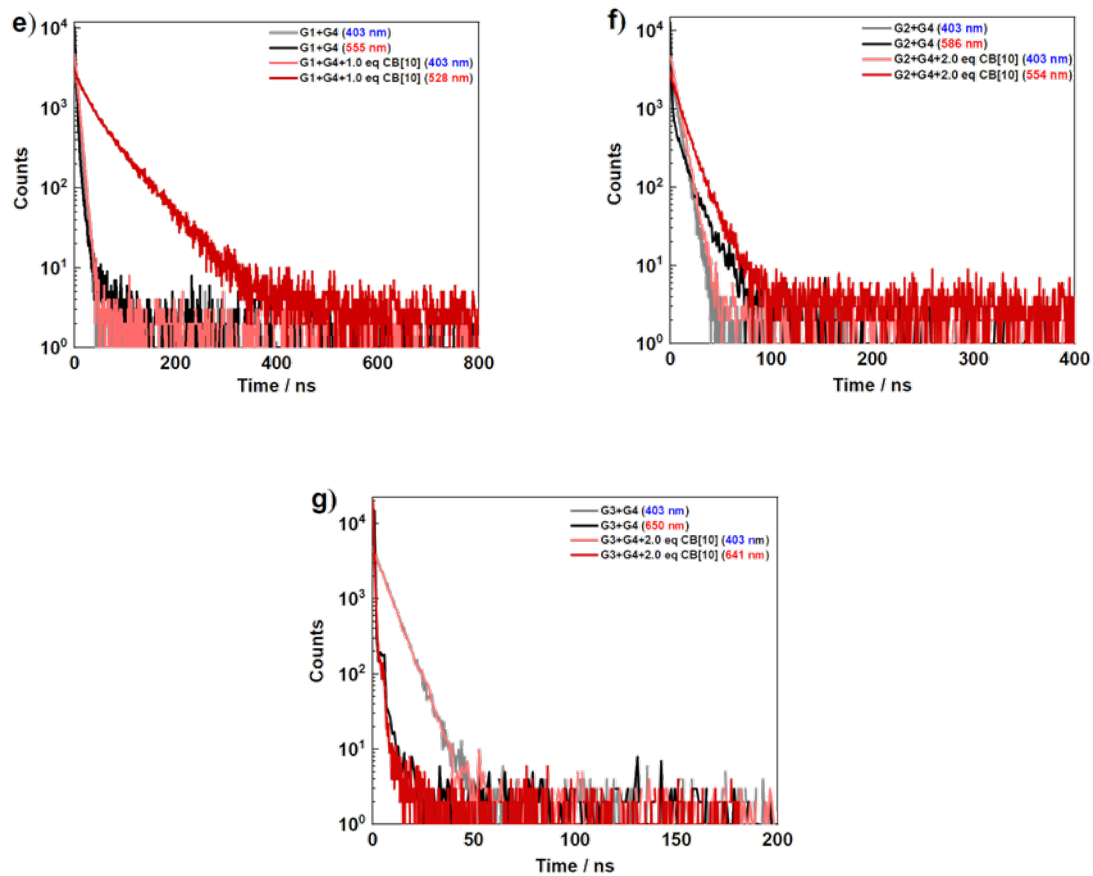 e)
G1+G4 (403 nm)
G1+G4 (555 nm)
G1+G4+1.0 eq CB[10] (403 nm)
G1+G4+1.0 eq CB[10] (528 nm)
10⁴
10³
10²
10¹
10⁰
Counts
0 200 400 600 800
Time / ns
f)
G2+G4 (403 nm)
G2+G4 (586 nm)
G2+G4+2.0 eq CB[10] (403 nm)
G2+G4+2.0 eq CB[10] (554 nm)
10⁴
10³
10²
10¹
10⁰
Counts
0 100 200 300 400
Time / ns
g)
G3+G4 (403 nm)
G3+G4 (650 nm)
G3+G4+2.0 eq CB[10] (403 nm)
G3+G4+2.0 eq CB[10] (641 nm)
10⁴
10³
10²
10¹
10⁰
Counts
0 50 100 150 200
Time / ns